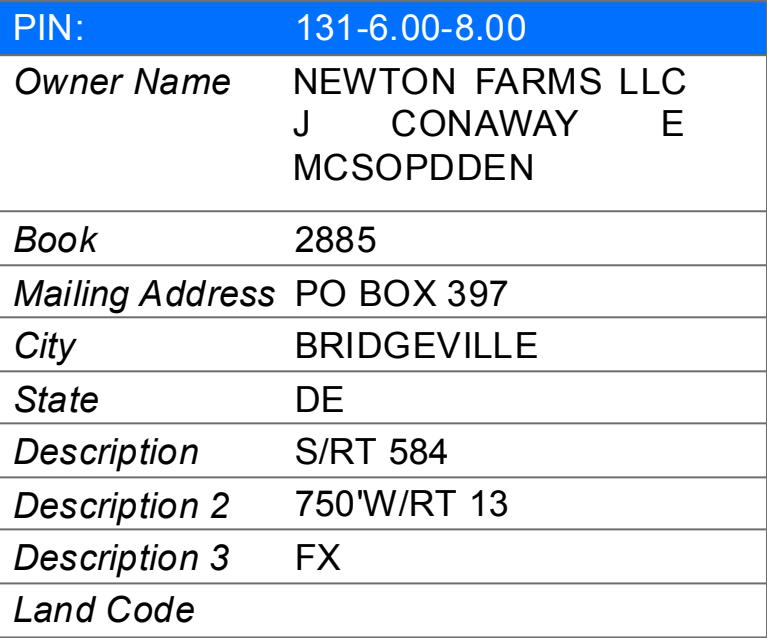 PIN: 131-6.00-8.00
Owner Name NEWTON FARMS LLC
J CONAWAY E
MCSOPDDEN
Book 2885
Mailing Address PO BOX 397
City BRIDGEVILLE
State DE
Description S/RT 584
Description 2 750'W/RT 13
Description 3 FX
Land Code